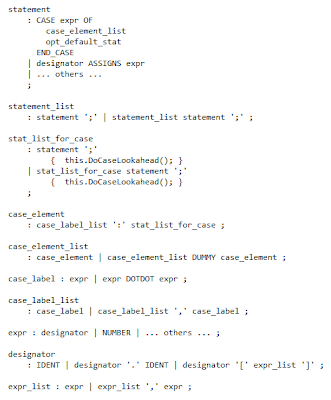 statement
: CASE expr OF
case_element_list
opt_default_stat
END_CASE
| designator ASSIGNS expr
| ... others ...
;
statement_list
: statement ';' | statement_list statement ';' ;
stat_list_for_case
: statement ';'
{ this.DoCaseLookahead(); }
| stat_list_for_case statement ';'
{ this.DoCaseLookahead(); }
;
case_element
: case_label_list ':' stat_list_for_case ;
case_element_list
: case_element | case_element_list DUMMY case_element ;
case_label : expr | expr DOTDOT expr ;
case_label_list
: case_label | case_label_list ',' case_label ;
expr : designator | NUMBER | ... others ... ;
designator
: IDENT | designator '.' IDENT | designator '[' expr_list ']' ;
expr_list : expr | expr_list ',' expr ;